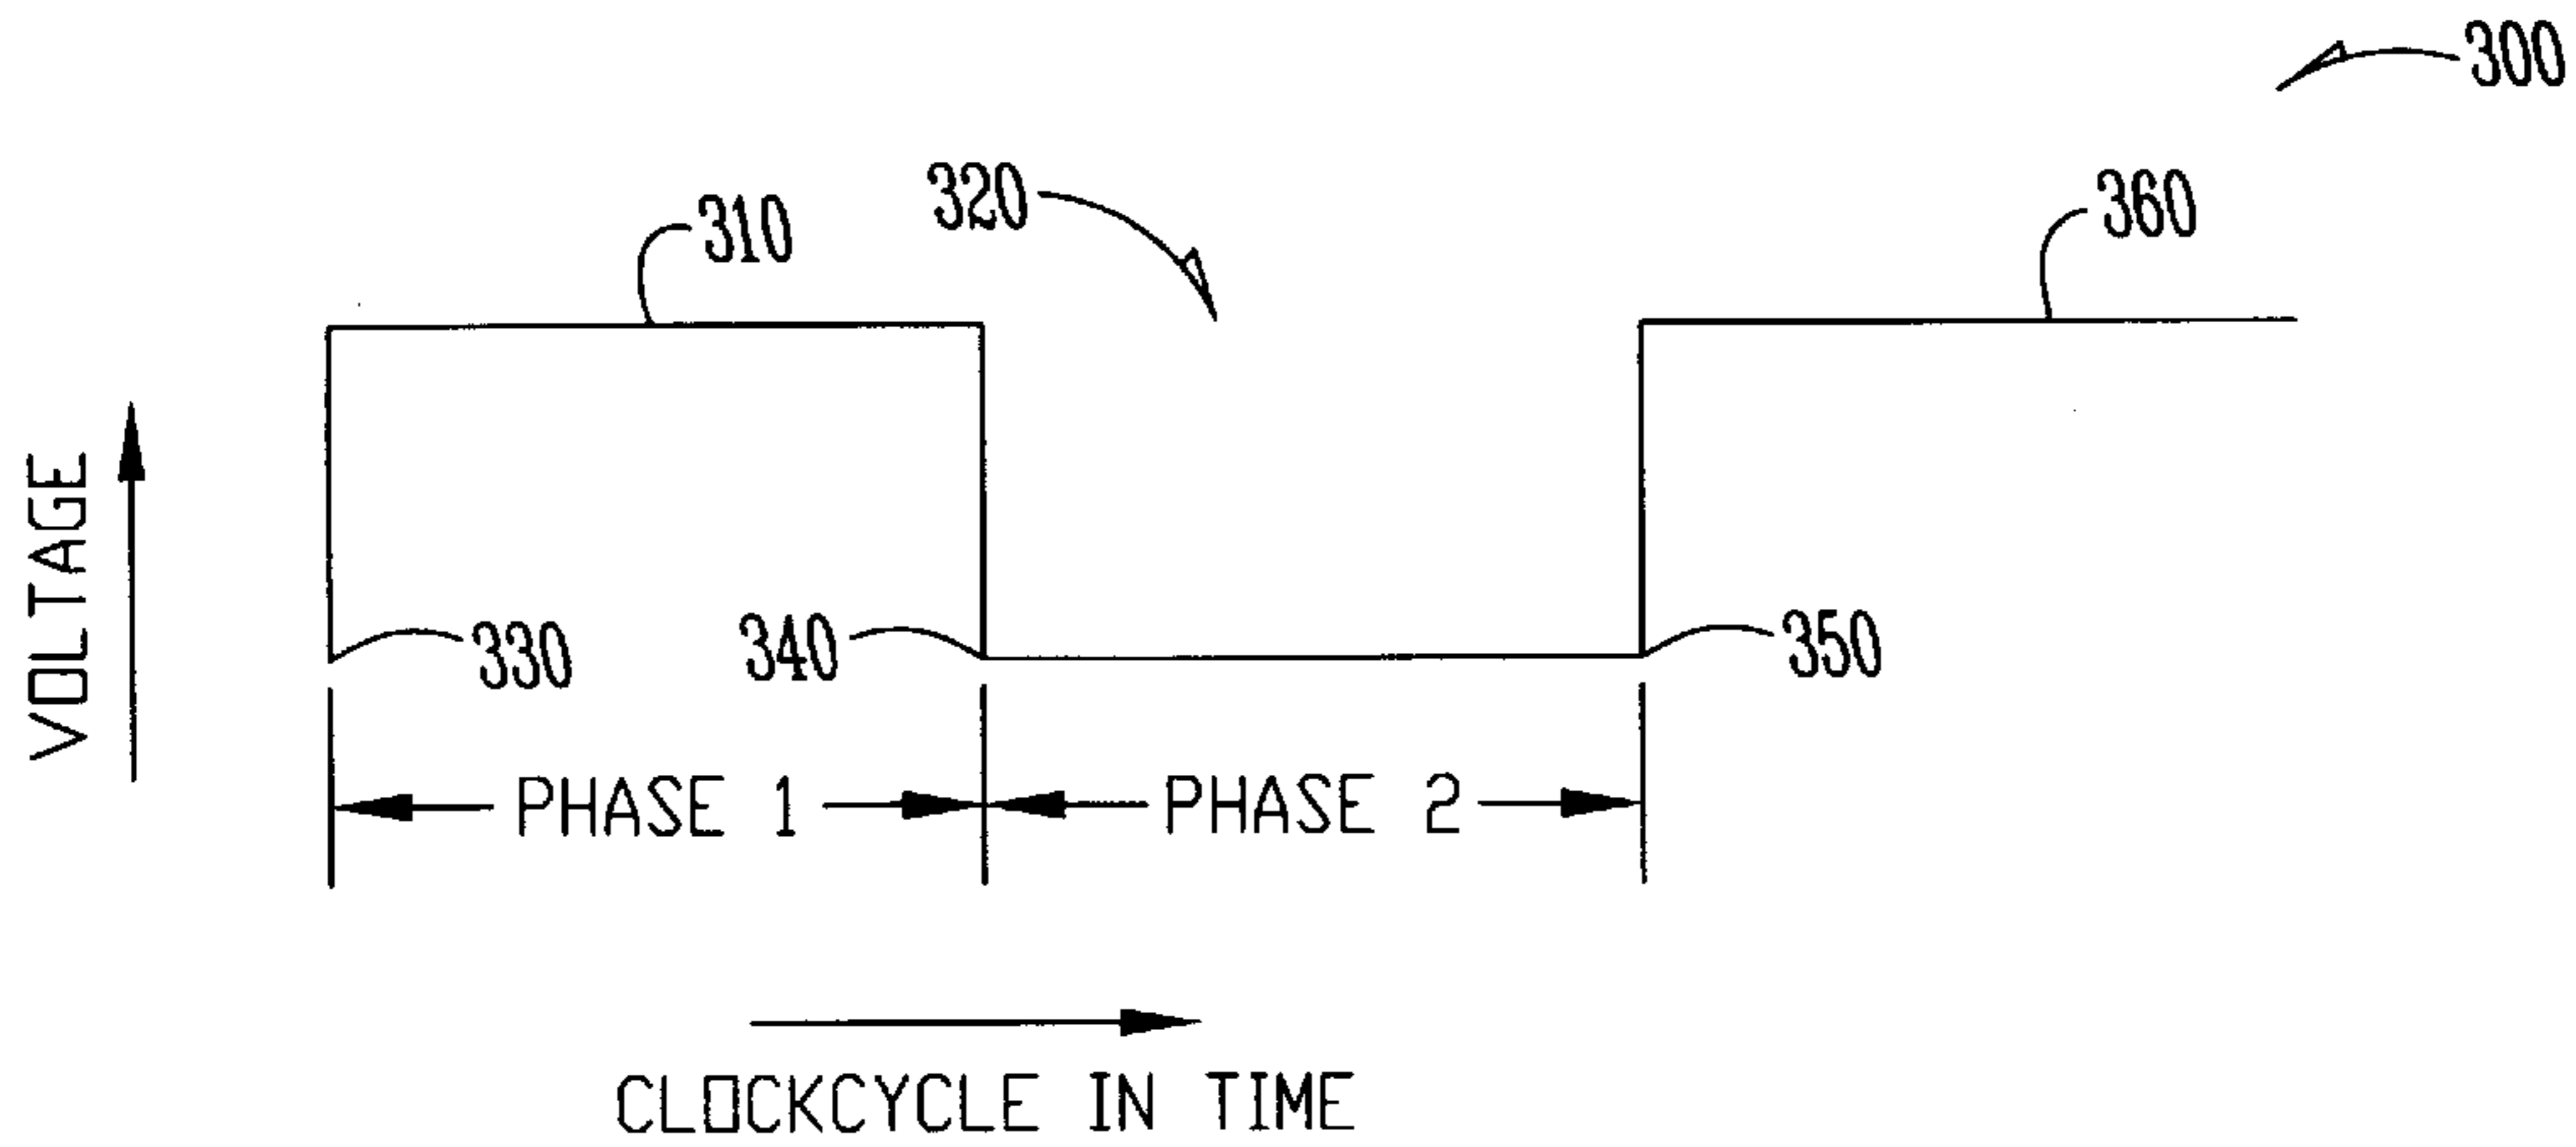 300
320
360
310
VOLTAGE
330
340
350
PHASE 1
PHASE 2
CLOCKCYCLE IN TIME